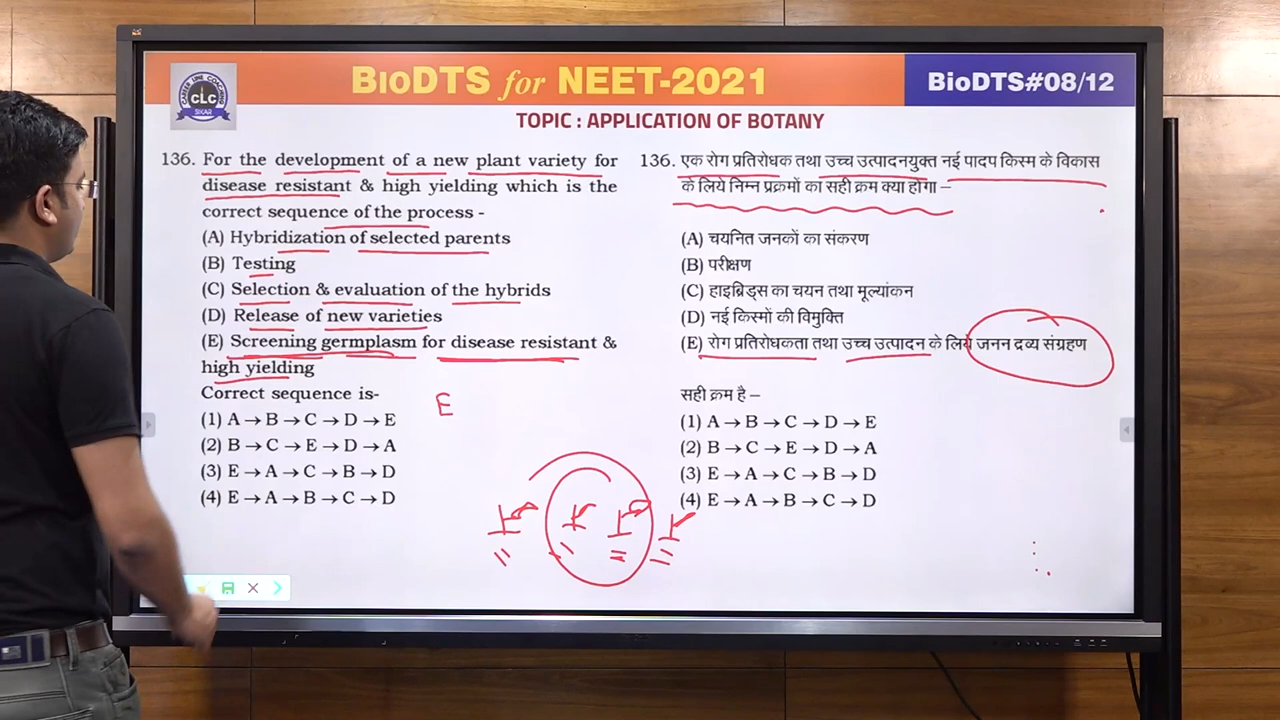 BIODTS for NEET-2021
BIODTS#08/12
CAREER LINE COACHING
CLC
SIKAR
TOPIC : APPLICATION OF BOTANY
136. For the development of a new plant variety for
disease resistant & high yielding which is the
correct sequence of the process -
(A) Hybridization of selected parents
(B) Testing
(C) Selection & evaluation of the hybrids
(D) Release of new varieties
(E) Screening germplasm for disease resistant &
high yielding
Correct sequence is-
(1) A → B → C → D → E
(2) B → C → E → D → A
(3) E → A → C → B → D
(4) E → A → B → C → D
E
136. एक रोग प्रतिरोधक तथा उच्च उत्पादनयुक्त नई पादप किस्म के विकास
के लिये निम्न प्रक्रमों का सही क्रम क्या होगा –
(A) चयनित जनकों का संकरण
(B) परीक्षण
(C) हाइब्रिड्स का चयन तथा मूल्यांकन
(D) नई किस्मों की विमुक्ति
(E) रोग प्रतिरोधकता तथा उच्च उत्पादन के लिये जनन द्रव्य संग्रहण
सही क्रम है –
(1) A → B → C → D → E
(2) B → C → E → D → A
(3) E → A → C → B → D
(4) E → A → B → C → D